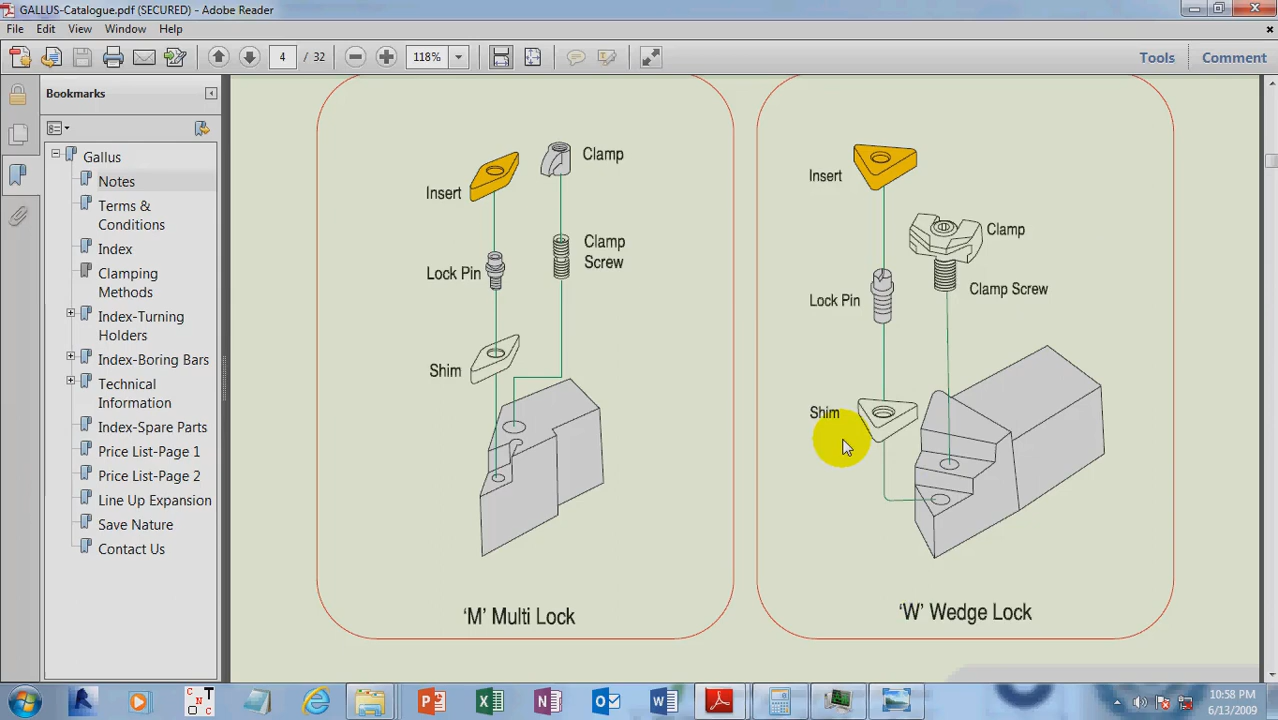 GALLUS-Catalogue.pdf (SECURED) - Adobe Reader
File Edit View Window Help
4 / 32 118% Tools Comment
Bookmarks
Gallus
Notes
Terms &
Conditions
Index
Clamping
Methods
Index-Turning
Holders
Index-Boring Bars
Technical
Information
Index-Spare Parts
Price List-Page 1
Price List-Page 2
Line Up Expansion
Save Nature
Contact Us
Clamp
Insert
Clamp
Screw
Lock Pin
Shim
'M' Multi Lock
Insert
Clamp
Clamp Screw
Lock Pin
Shim
'W' Wedge Lock
10:58 PM
6/13/2009